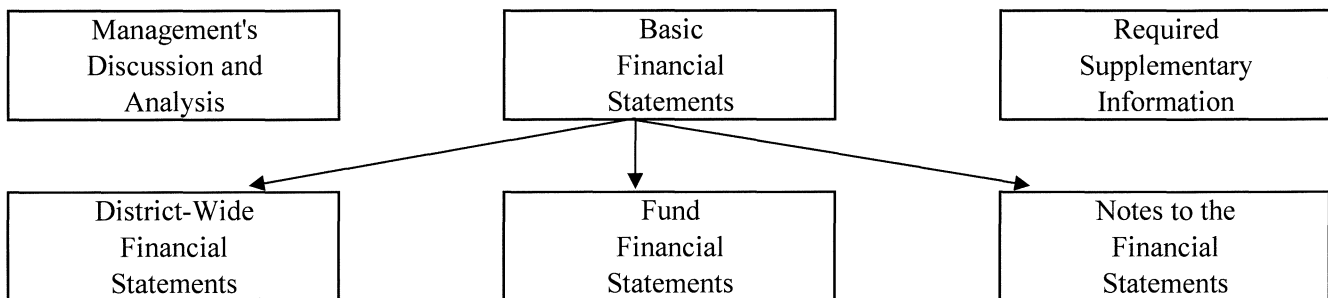 Management's
Discussion and
Analysis
Basic
Financial
Statements
Required
Supplementary
Information
District-Wide
Financial
Statements
Fund
Financial
Statements
Notes to the
Financial
Statements